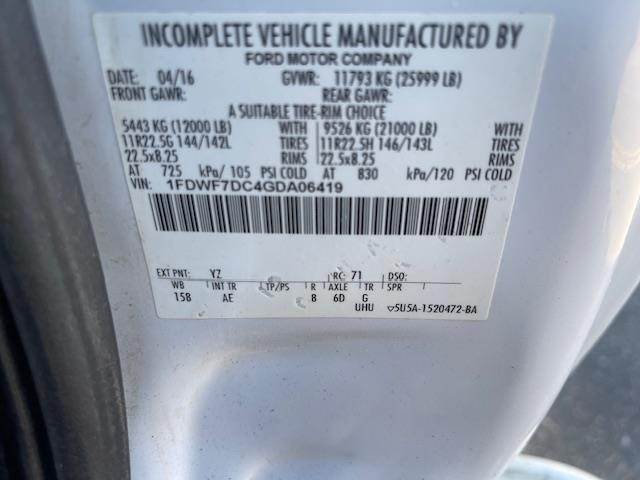 INCOMPLETE VEHICLE MANUFACTURED BY
FORD MOTOR COMPANY
DATE: 04/16 GVWR: 11793 KG (25999 LB)
FRONT GAWR: REAR GAWR:
A SUITABLE TIRE-RIM CHOICE
5443 KG (12000 LB) WITH 9526 KG (21000 LB) WITH
11R22.5G 144/142L TIRES 11R22.5H 146/143L TIRES
22.5x8.25 RIMS 22.5x8.25 RIMS
AT 725 kPa/ 105 PSI COLD AT 830 kPa/120 PSI COLD
VIN: 1FDWF7DC4GDA06419
EXT PNT: YZ RC: 71 DSO:
WB INT TR TP/PS R AXLE TR SPR
158 AE B 6D G
UHU 5U5A-1520472-BA